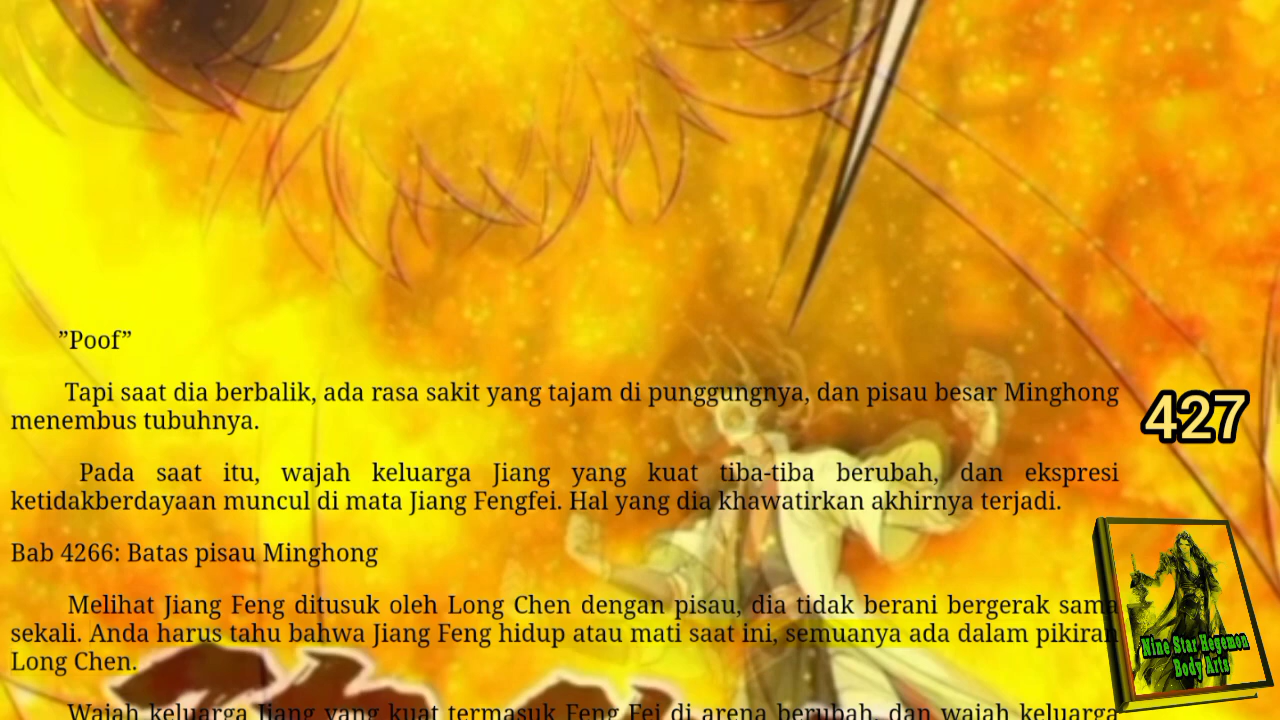 ”Poof”
Tapi saat dia berbalik, ada rasa sakit yang tajam di punggungnya, dan pisau besar Minghong
menembus tubuhnya.
Pada saat itu, wajah keluarga Jiang yang kuat tiba-tiba berubah, dan ekspresi
ketidakberdayaan muncul di mata Jiang Fengfei. Hal yang dia khawatirkan akhirnya terjadi.
Bab 4266: Batas pisau Minghong
Melihat Jiang Feng ditusuk oleh Long Chen dengan pisau, dia tidak berani bergerak sama
sekali. Anda harus tahu bahwa Jiang Feng hidup atau mati saat ini, semuanya ada dalam pikiran
Long Chen.
Wajah keluarga Jiang yang kuat termasuk Feng Fei di arena berubah, dan wajah keluarga
427
Nine Star Hegemon
Body Arts